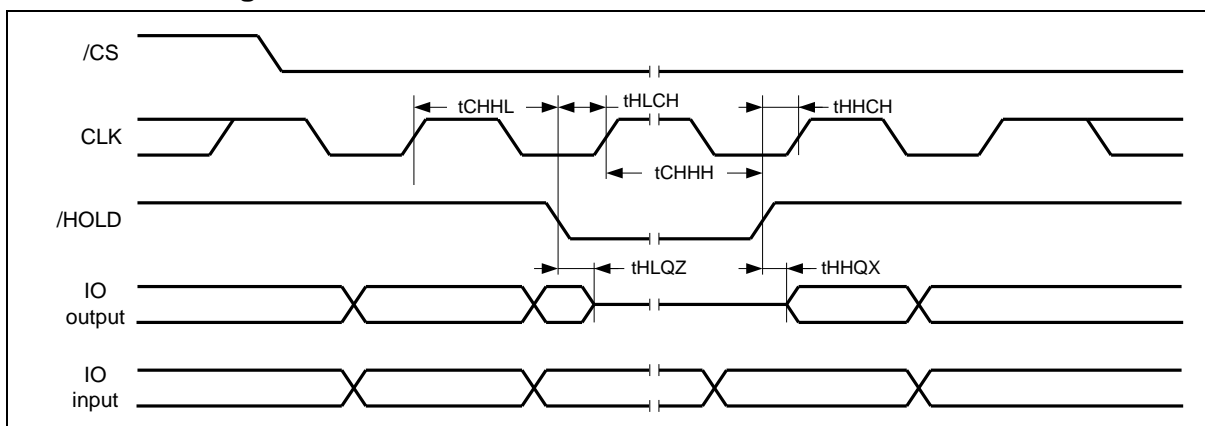 /CS
tCHHL
tHLCH
tHHCH
CLK
tCHHH
/HOLD
tHLQZ
tHHQX
IO
output
IO
input